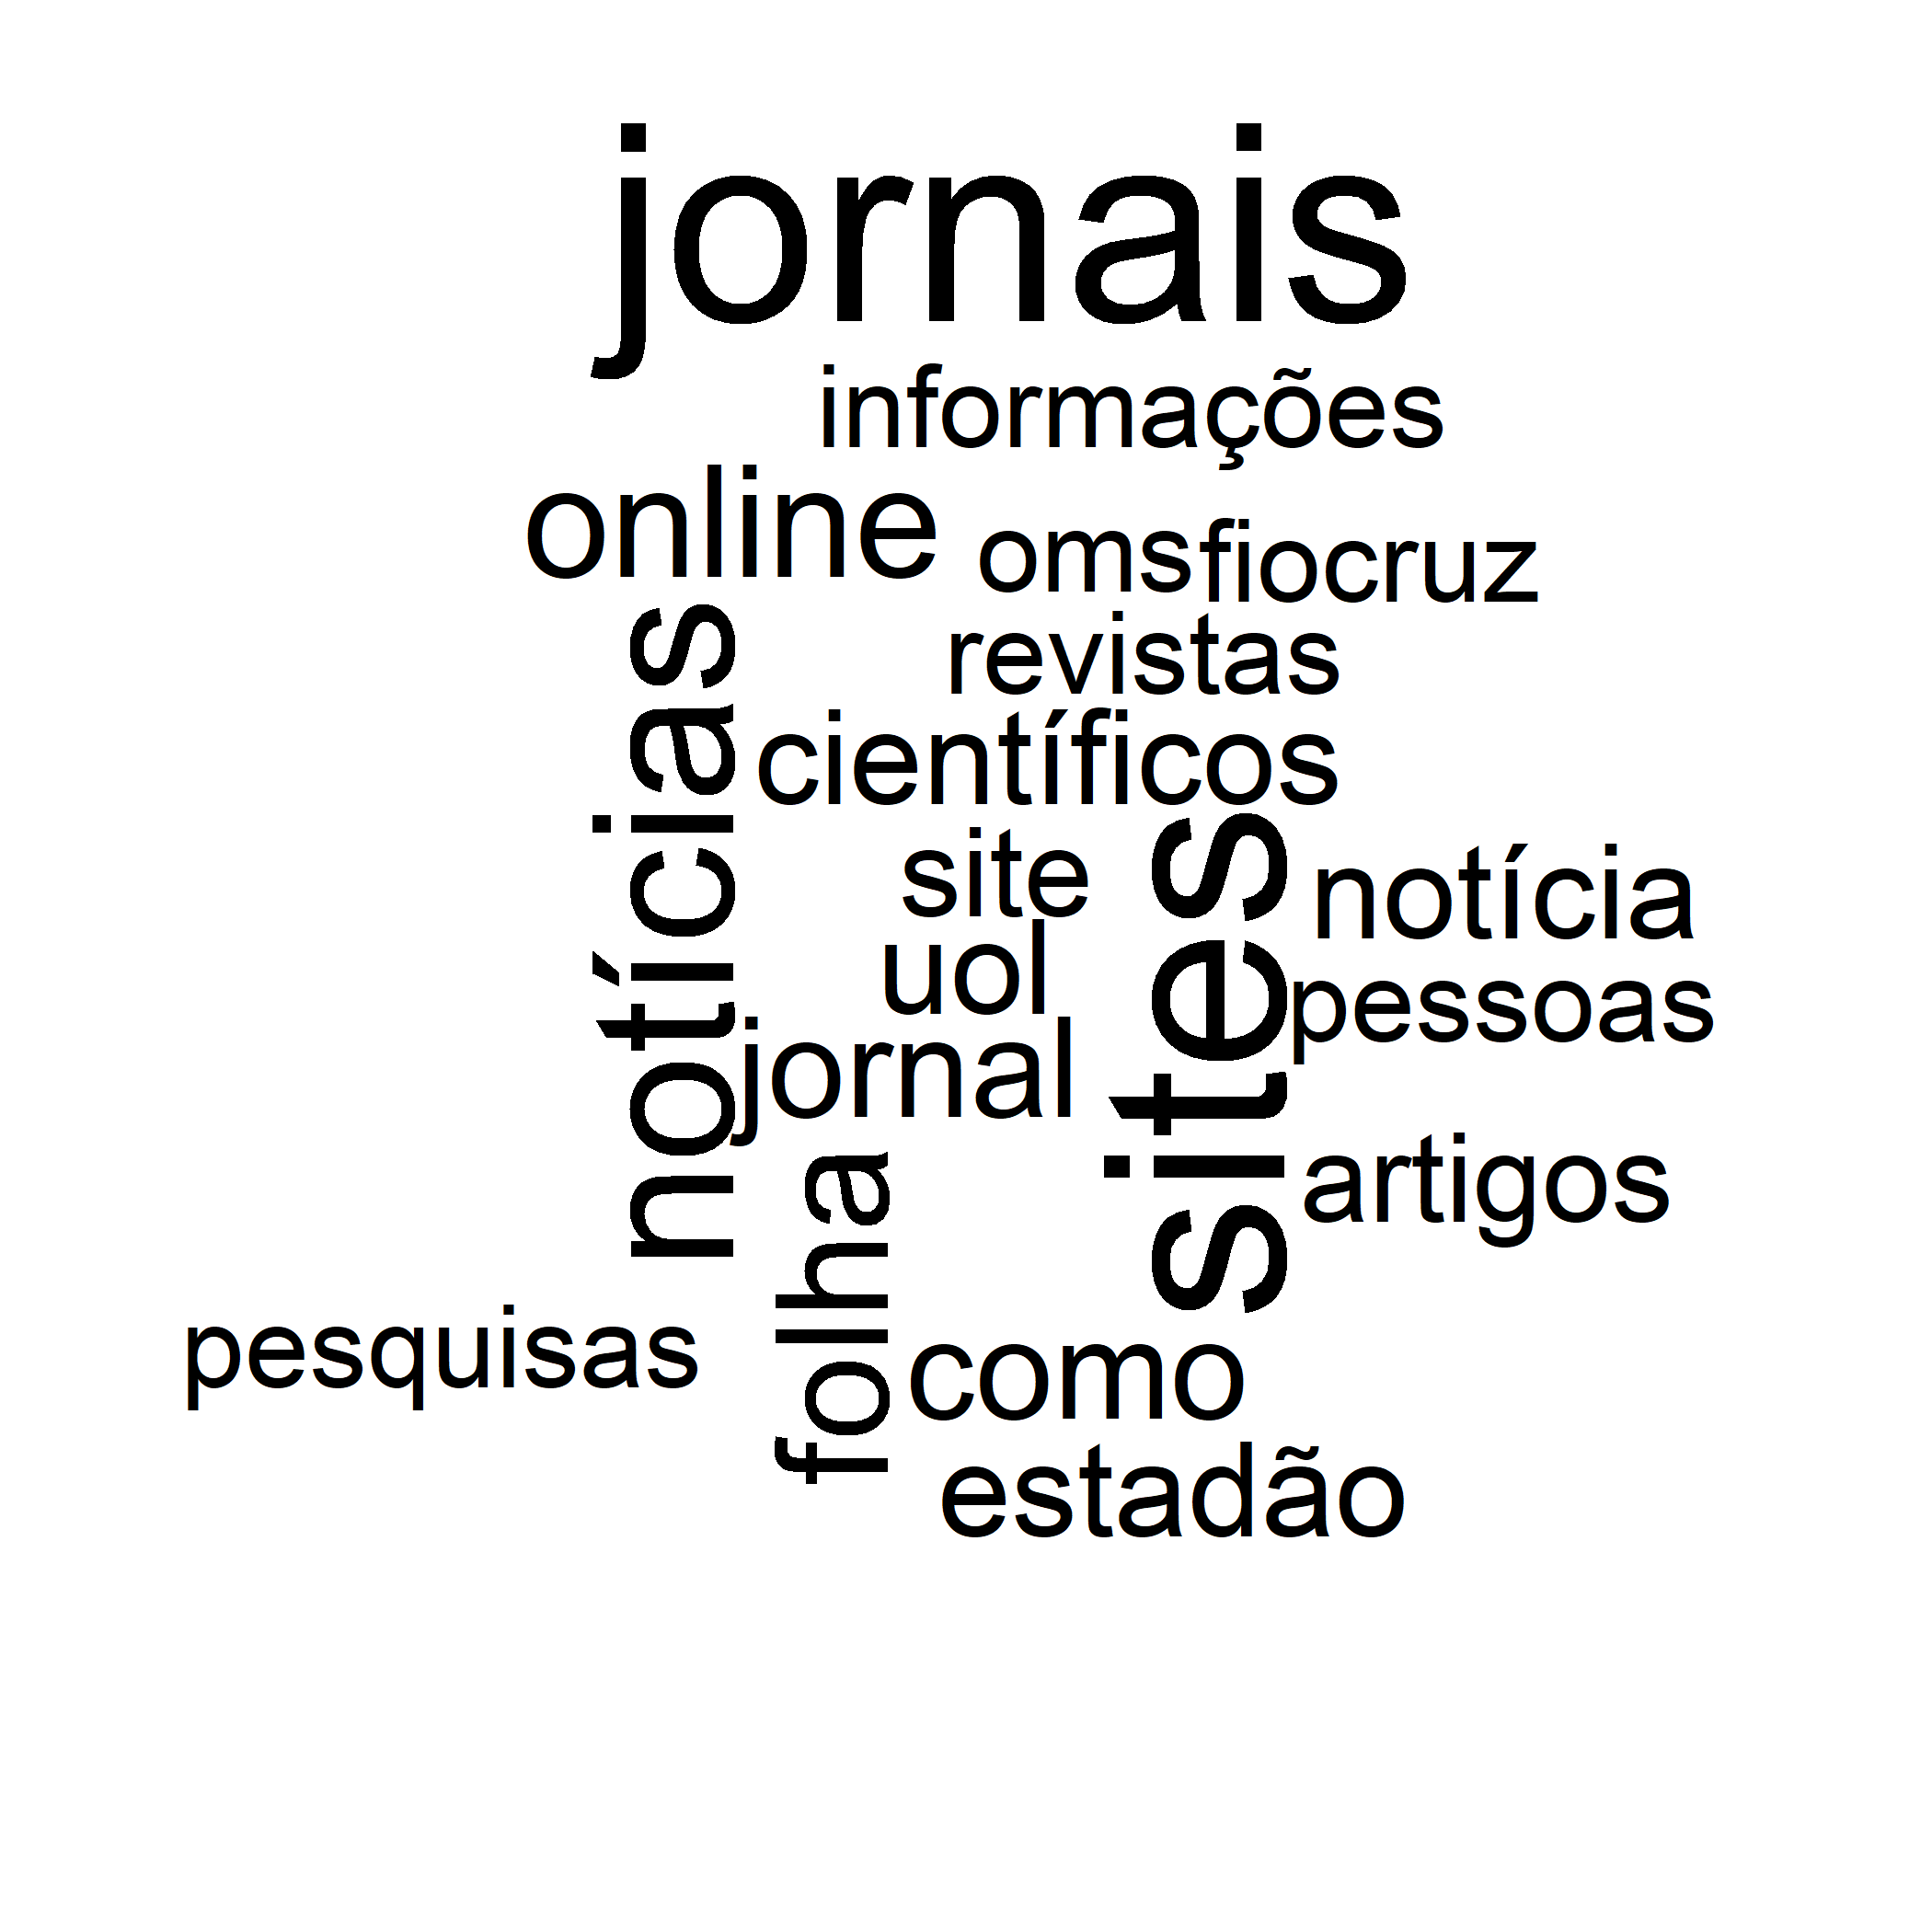 jornais
informações
online
oms
fiocruz
revistas
notícias
científicos
site
sites
notícia
uol
pessoas
jornal
artigos
folha
pesquisas
como
estadão